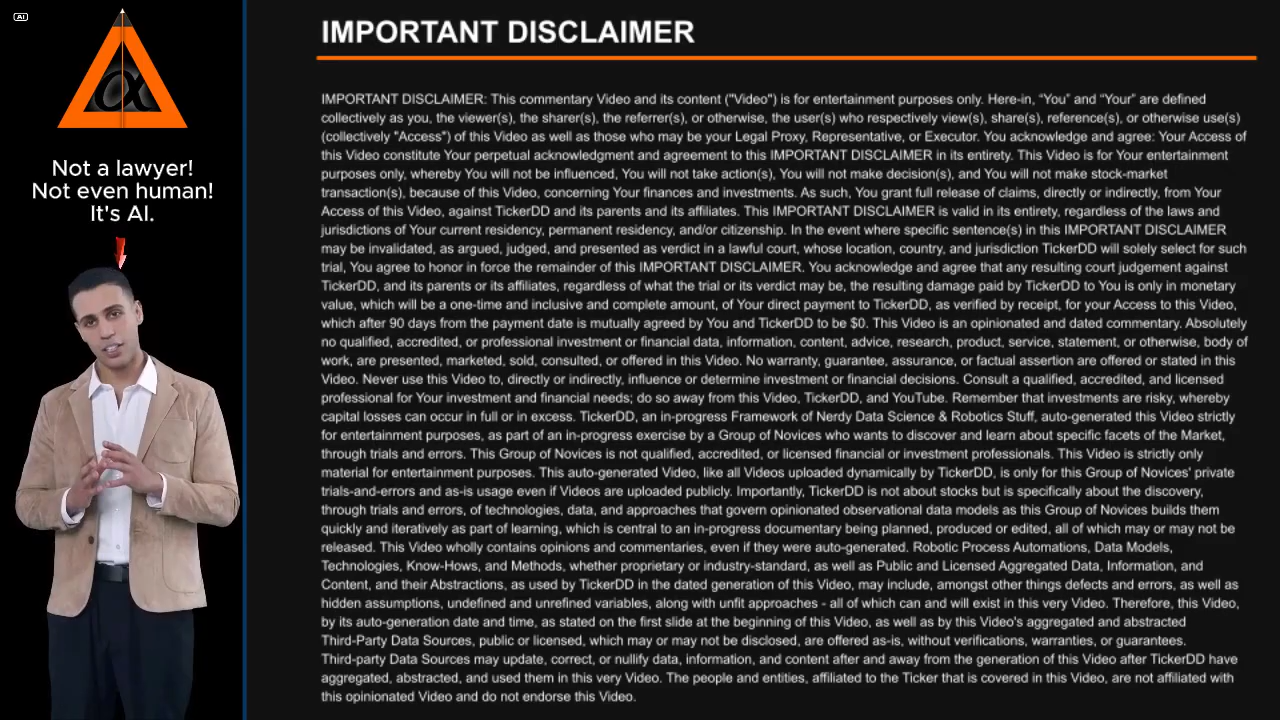 AI
α
Not a lawyer!
Not even human!
It's AI.
IMPORTANT DISCLAIMER
IMPORTANT DISCLAIMER: This commentary Video and its content ("Video") is for entertainment purposes only. Here-in, “You” and “Your” are defined
collectively as you, the viewer(s), the sharer(s), the referrer(s), or otherwise, the user(s) who respectively view(s), share(s), reference(s), or otherwise use(s)
(collectively "Access") of this Video as well as those who may be your Legal Proxy, Representative, or Executor. You acknowledge and agree: Your Access of
this Video constitute Your perpetual acknowledgment and agreement to this IMPORTANT DISCLAIMER in its entirety. This Video is for Your entertainment
purposes only, whereby You will not be influenced, You will not take action(s), You will not make decision(s), and You will not make stock-market
transaction(s), because of this Video, concerning Your finances and investments. As such, You grant full release of claims, directly or indirectly, from Your
Access of this Video, against TickerDD and its parents and its affiliates. This IMPORTANT DISCLAIMER is valid in its entirety, regardless of the laws and
jurisdictions of Your current residency, permanent residency, and/or citizenship. In the event where specific sentence(s) in this IMPORTANT DISCLAIMER
may be invalidated, as argued, judged, and presented as verdict in a lawful court, whose location, country, and jurisdiction TickerDD will solely select for such
trial, You agree to honor in force the remainder of this IMPORTANT DISCLAIMER. You acknowledge and agree that any resulting court judgement against
TickerDD, and its parents or its affiliates, regardless of what the trial or its verdict may be, the resulting damage paid by TickerDD to You is only in monetary
value, which will be a one-time and inclusive and complete amount, of Your direct payment to TickerDD, as verified by receipt, for your Access to this Video,
which after 90 days from the payment date is mutually agreed by You and TickerDD to be $0. This Video is an opinionated and dated commentary. Absolutely
no qualified, accredited, or professional investment or financial data, information, content, advice, research, product, service, statement, or otherwise, body of
work, are presented, marketed, sold, consulted, or offered in this Video. No warranty, guarantee, assurance, or factual assertion are offered or stated in this
Video. Never use this Video to, directly or indirectly, influence or determine investment or financial decisions. Consult a qualified, accredited, and licensed
professional for Your investment and financial needs; do so away from this Video, TickerDD, and YouTube. Remember that investments are risky, whereby
capital losses can occur in full or in excess. TickerDD, an in-progress Framework of Nerdy Data Science & Robotics Stuff, auto-generated this Video strictly
for entertainment purposes, as part of an in-progress exercise by a Group of Novices who wants to discover and learn about specific facets of the Market,
through trials and errors. This Group of Novices is not qualified, accredited, or licensed financial or investment professionals. This Video is strictly only
material for entertainment purposes. This auto-generated Video, like all Videos uploaded dynamically by TickerDD, is only for this Group of Novices' private
trials-and-errors and as-is usage even if Videos are uploaded publicly. Importantly, TickerDD is not about stocks but is specifically about the discovery,
through trials and errors, of technologies, data, and approaches that govern opinionated observational data models as this Group of Novices builds them
quickly and iteratively as part of learning, which is central to an in-progress documentary being planned, produced or edited, all of which may or may not be
released. This Video wholly contains opinions and commentaries, even if they were auto-generated. Robotic Process Automations, Data Models,
Technologies, Know-Hows, and Methods, whether proprietary or industry-standard, as well as Public and Licensed Aggregated Data, Information, and
Content, and their Abstractions, as used by TickerDD in the dated generation of this Video, may include, amongst other things defects and errors, as well as
hidden assumptions, undefined and unrefined variables, along with unfit approaches - all of which can and will exist in this very Video. Therefore, this Video,
by its auto-generation date and time, as stated on the first slide at the beginning of this Video, as well as by this Video's aggregated and abstracted
Third-Party Data Sources, public or licensed, which may or may not be disclosed, are offered as-is, without verifications, warranties, or guarantees.
Third-party Data Sources may update, correct, or nullify data, information, and content after and away from the generation of this Video after TickerDD have
aggregated, abstracted, and used them in this very Video. The people and entities, affiliated to the Ticker that is covered in this Video, are not affiliated with
this opinionated Video and do not endorse this Video.